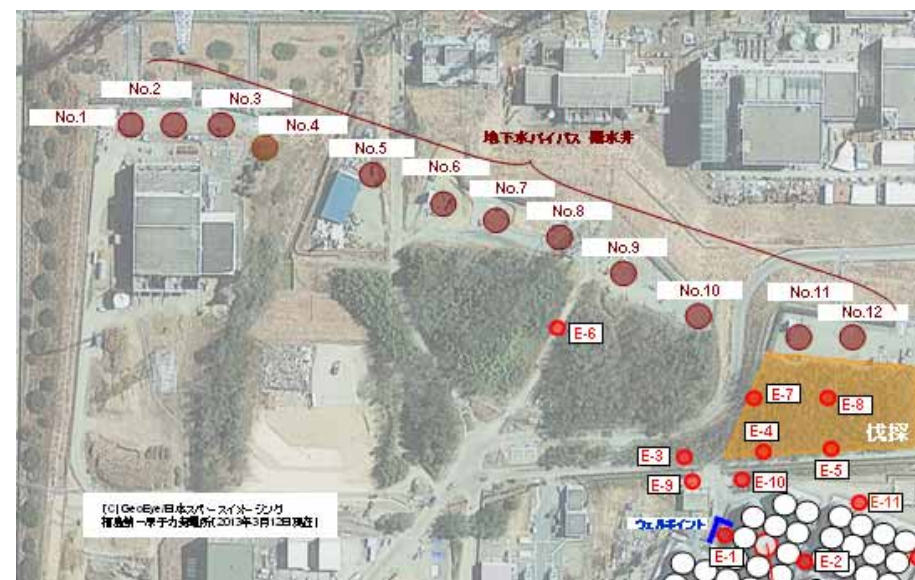 No.2
No.1
No.3
No.4
No.5
No.6
No.7
No.8
No.9
No.10
No.11
No.12
地下水バイパス 揚水井
E-6
E-7
E-8
E-4
伐採
E-3
E-5
E-9
E-10
E-11
ウェルポイント
E-1
E-2
(C)GeoEye/日本スペースイメージング
福島第一原子力発電所(2013年3月12日現在)